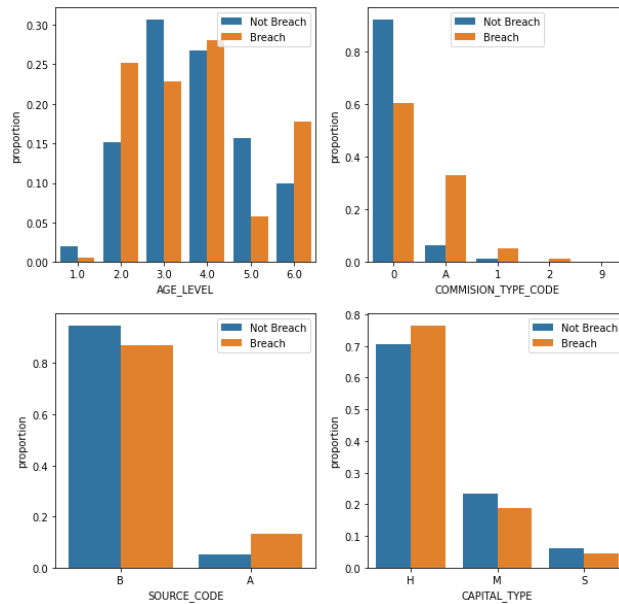 Not Breach
Breach
0.30
0.25
0.20
0.15
0.10
0.05
0.00
proportion
1.0 2.0 3.0 4.0 5.0 6.0
AGE_LEVEL
Not Breach
Breach
0.8
0.6
0.4
0.2
0.0
proportion
0 A 1 2 9
COMMISION_TYPE_CODE
Not Breach
Breach
0.8
0.6
0.4
0.2
0.0
proportion
B A
SOURCE_CODE
Not Breach
Breach
0.8
0.7
0.6
0.5
0.4
0.3
0.2
0.1
0.0
proportion
H M S
CAPITAL_TYPE